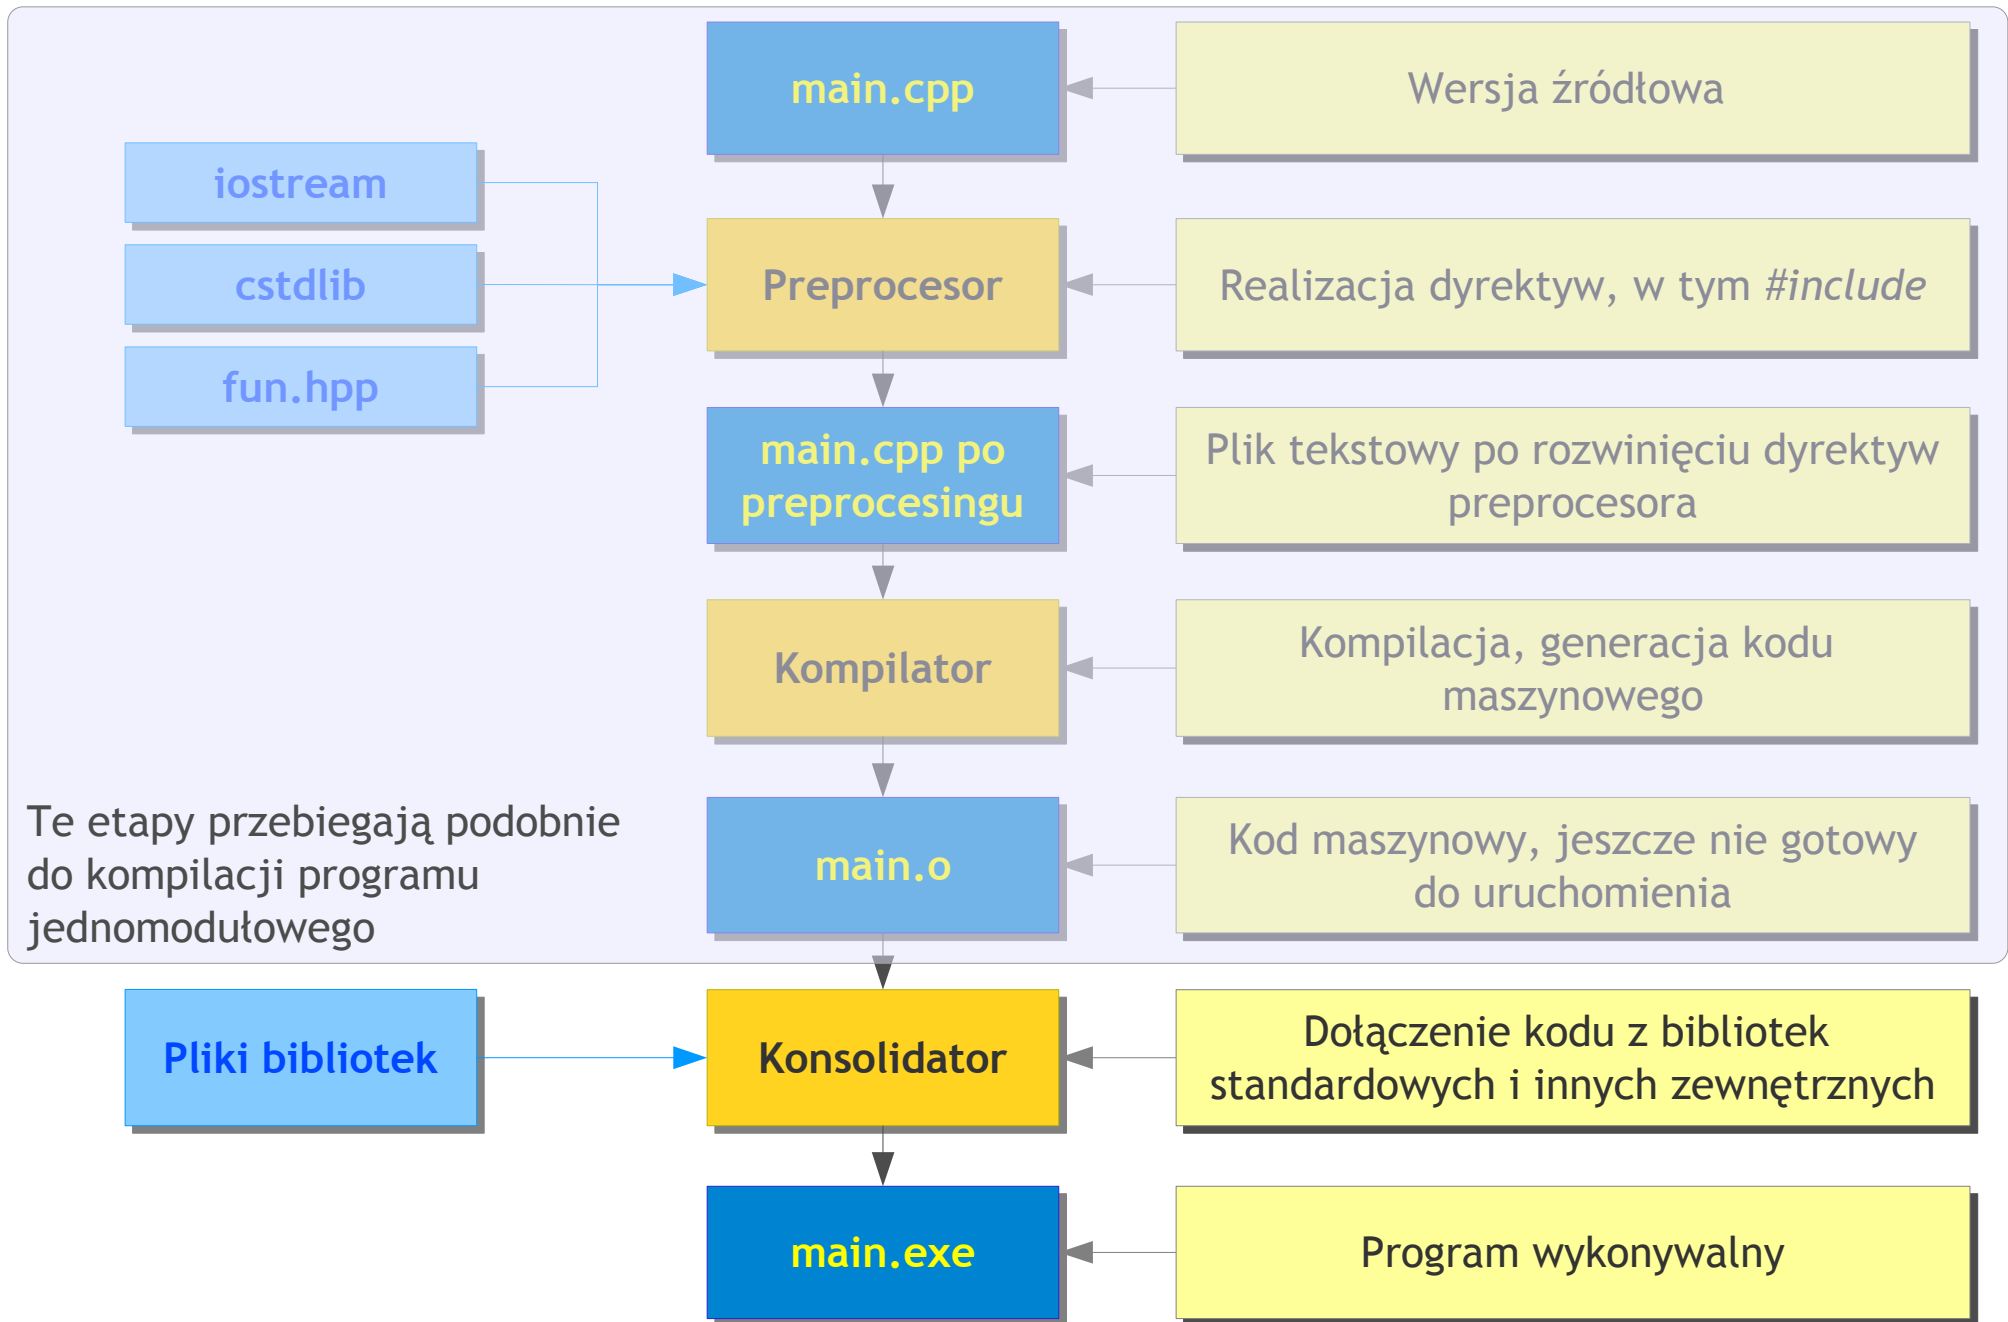 main.cpp
Wersja źródłowa
iostream
cstdlib
fun.hpp
Preprocesor
Realizacja dyrektyw, w tym #include
main.cpp po
preprocesingu
Plik tekstowy po rozwinięciu dyrektyw
preprocesora
Kompilator
Kompilacja, generacja kodu
maszynowego
Te etapy przebiegają podobnie
do kompilacji programu
jednomodułowego
main.o
Kod maszynowy, jeszcze nie gotowy
do uruchomienia
Pliki bibliotek
Konsolidator
Dołączenie kodu z bibliotek
standardowych i innych zewnętrznych
main.exe
Program wykonywalny